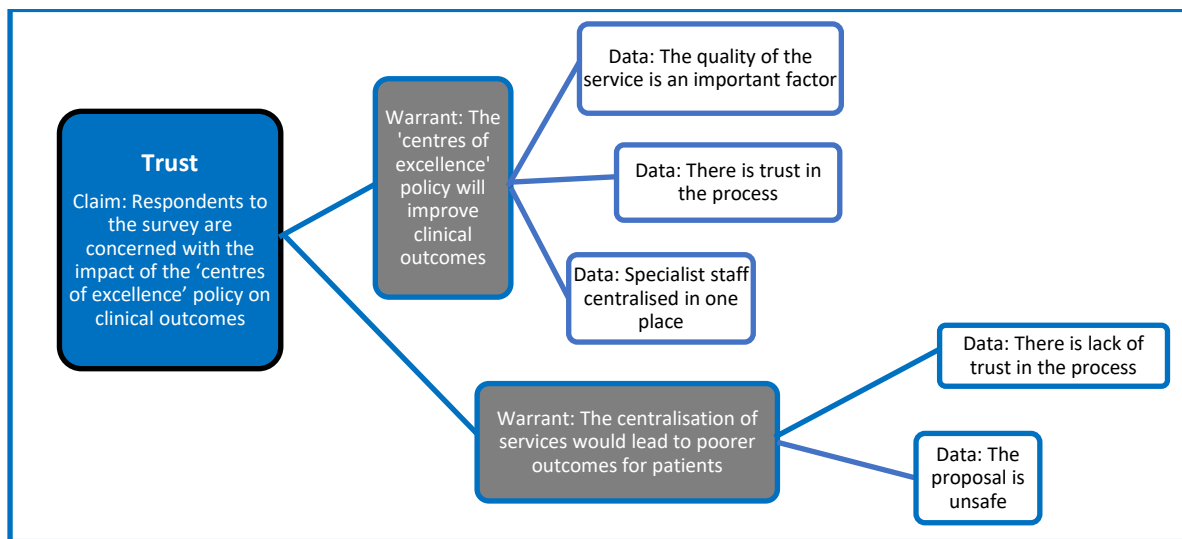 Trust
Claim: Respondents to
the survey are
concerned with the
impact of the ‘centres
of excellence’ policy on
clinical outcomes
Warrant: The
'centres of
excellence'
policy will
improve
clinical
outcomes
Data: The quality of the
service is an important
factor
Data: There is trust in
the process
Data: Specialist staff
centralised in one
place
Warrant: The centralisation of
services would lead to poorer
outcomes for patients
Data: There is lack of
trust in the process
Data: The
proposal is
unsafe